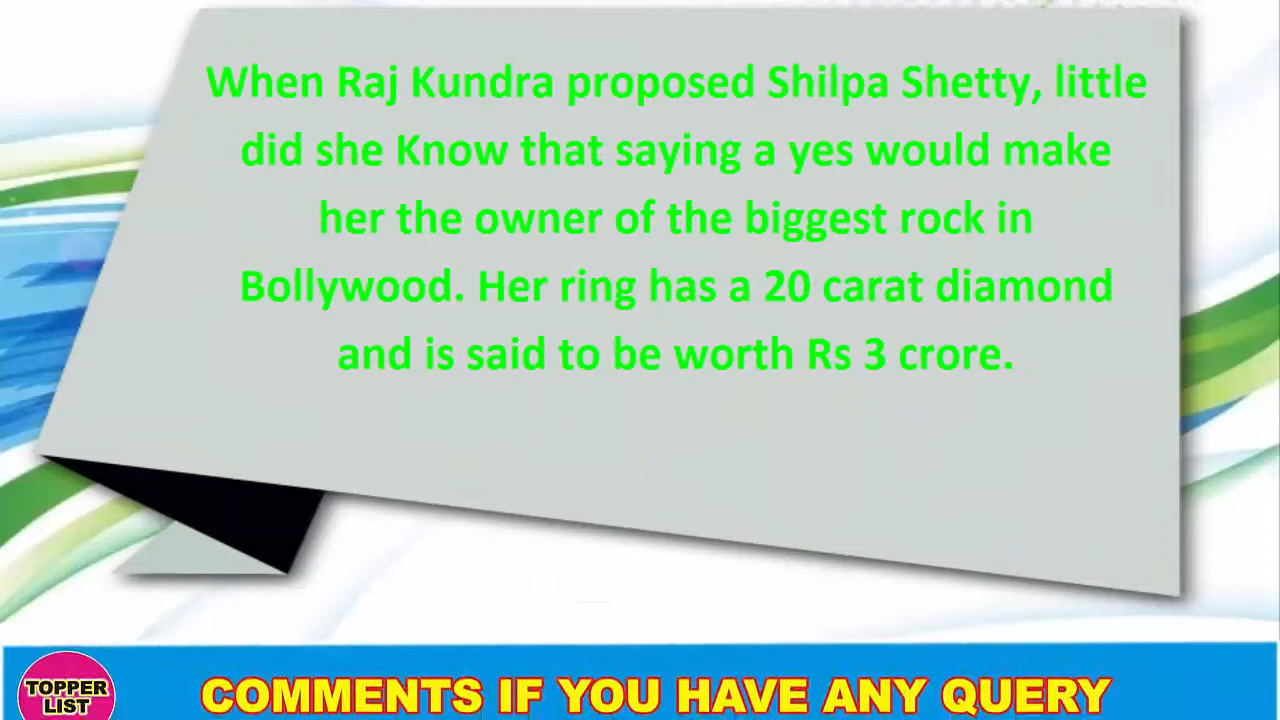 When Raj Kundra proposed Shilpa Shetty, little
did she Know that saying a yes would make
her the owner of the biggest rock in
Bollywood. Her ring has a 20 carat diamond
and is said to be worth Rs 3 crore.
TOPPER
LIST
COMMENTS IF YOU HAVE ANY QUERY